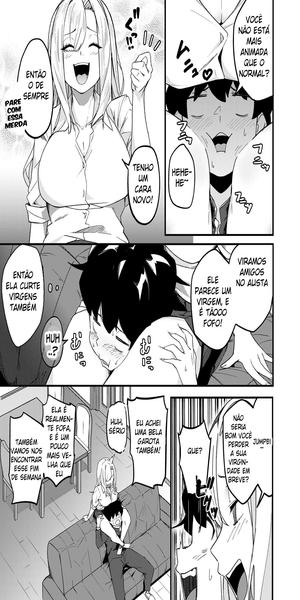 VOCÊ
NÃO ESTÁ
MAIS
ANIMADA
QUE O
NORMAL?
HEHE-
HE~
ENTÃO O
DE
SEMPRE
PARE
COM ESSA
MERDA
TENHO UM
CARA
NOVO!
VIRAMOS
AMIGOS NO
AUSTA
ELE
PARECE UM
VIRGEM,
E TÃOOO
FOFO!
ENTÃO
ELA CURTE
VIRGENS
TAMBÉM
HUH
..?
JUMPE!
NÃO
SERIA
BOM VOCÊ
PERDER
A SUA
VIRGIN-
DADE EM
BREVE?
QUE?
EU ACHEI
UMA BELA
GAROTA
TAMBÉM!
HUH,
SÉRIO
ELA É
REALMEN-
TE FOFA,
E É UM
POUCO
MAIS VE-
LHA QUE
EU
TAMBÉM
VAMOS NOS
ENCONTRAR
ESSE FIM
DE SEMANA